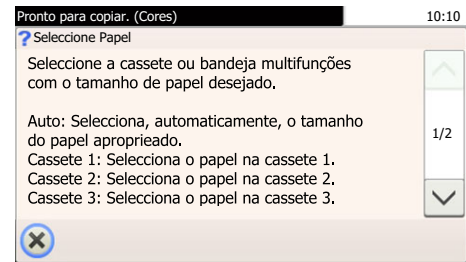 Pronto para copiar. (Cores)
10:10
? Seleccione Papel
Seleccione a cassete ou bandeja multifunções
com o tamanho de papel desejado.
Auto: Selecciona, automaticamente, o tamanho
do papel aproprieado.
Cassete 1: Selecciona o papel na cassete 1.
Cassete 2: Selecciona o papel na cassete 2.
Cassete 3: Selecciona o papel na cassete 3.
1/2